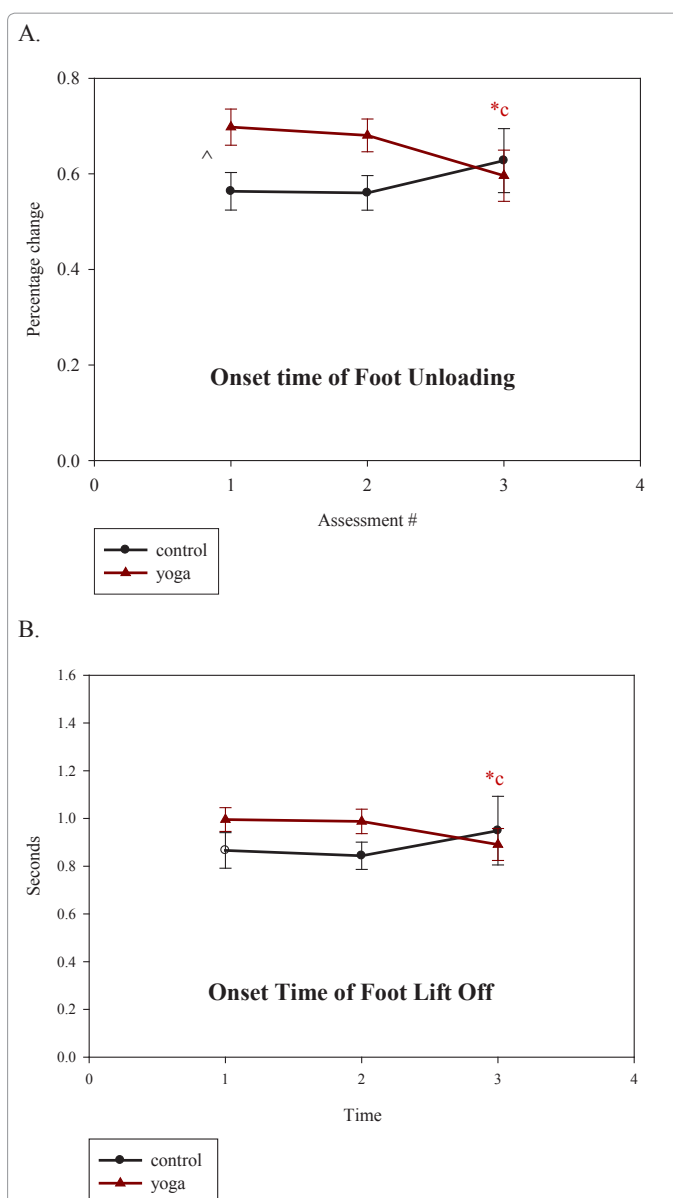 A.
0.8
*c
^
0.6
Percentage change
0.4
0.2
Onset time of Foot Unloading
0.0
0 1 2 3 4
Assessment #
control
yoga
B.
1.6
1.4
1.2
*c
1.0
Seconds
0.8
0.6
0.4
Onset Time of Foot Lift Off
0.2
0.0
0 1 2 3 4
Time
control
yoga